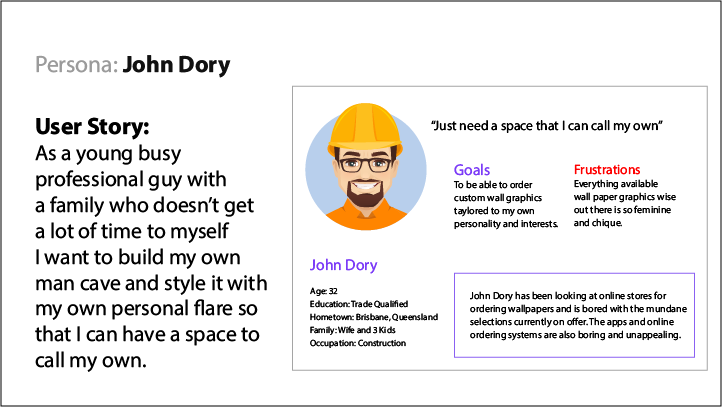 Persona: John Dory
User Story:
As a young busy
professional guy with
a family who doesn't get
a lot of time to myself
I want to build my own
man cave and style it with
my own personal flare so
that I can have a space to
call my own.
“Just need a space that I can call my own”
Goals
To be able to order
custom wall graphics
taylored to my own
personality and interests.
Frustrations
Everything available
wall paper graphics wise
out there is so feminine
and chique.
John Dory
Age: 32
Education: Trade Qualified
Hometown: Brisbane, Queensland
Family: Wife and 3 Kids
Occupation: Construction
John Dory has been looking at online stores for
ordering wallpapers and is bored with the mundane
selections currently on offer. The apps and online
ordering systems are also boring and unappealing.